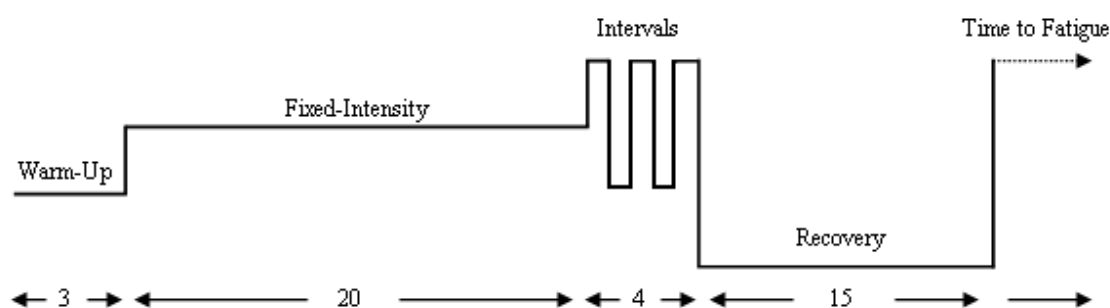 Intervals
Time to Fatigue
Fixed-Intensity
Warm-Up
Recovery
3
20
4
15